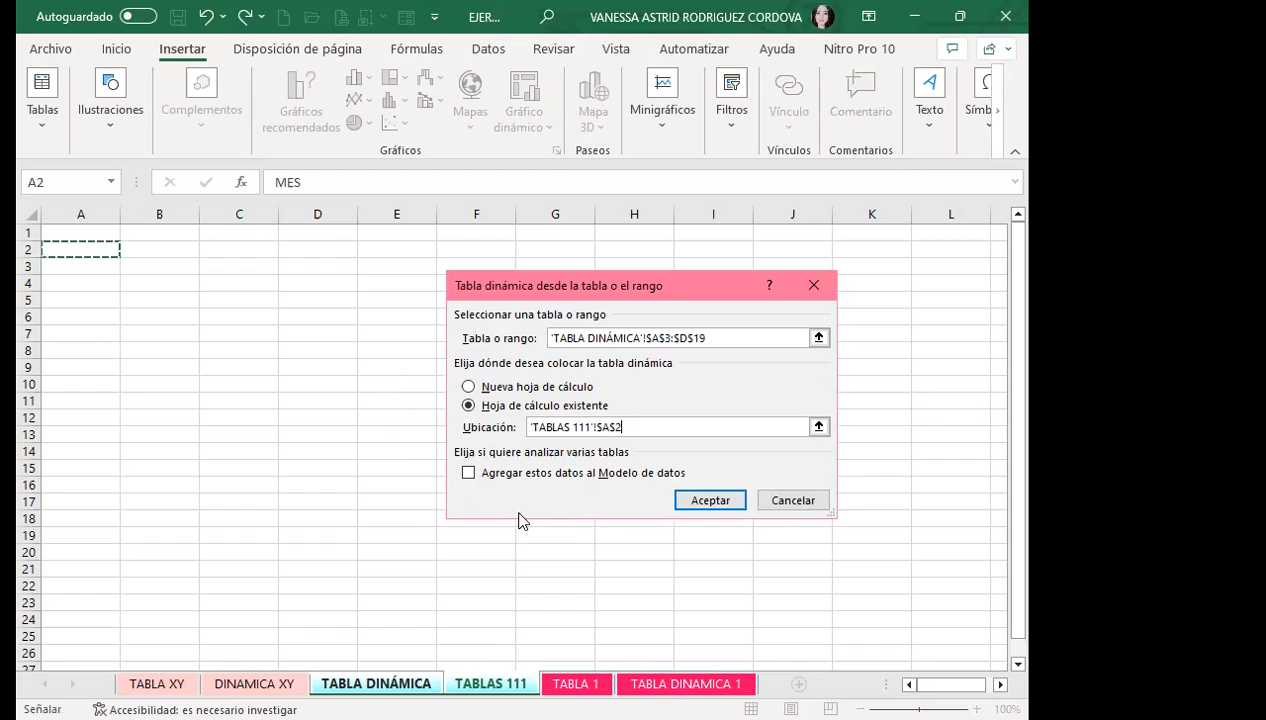 Autoguardado EJER... VANESSA ASTRID RODRIGUEZ CORDOVA
Archivo Inicio Insertar Disposición de página Fórmulas Datos Revisar Vista Automatizar Ayuda Nitro Pro 10
Tablas Ilustraciones Complementos Gráficos recomendados Mapas Gráfico dinámico Mapa 3D Minigráficos Filtros Vínculo Comentario Texto Símb
Gráficos Paseos Vínculos Comentarios
A2 fx MES
A B C D E F G H I J K L
1
2
3
Tabla dinámica desde la tabla o el rango ?
4
Seleccionar una tabla o rango
5
6
Tabla o rango: 'TABLA DINÁMICA'!$A$3:$D$19
7
8
Elija dónde desea colocar la tabla dinámica
9
10
Nueva hoja de cálculo
11
Hoja de cálculo existente
12
Ubicación: 'TABLAS 111'!$A$2
13
14
Elija si quiere analizar varias tablas
15
Agregar estos datos al Modelo de datos
16
17
Aceptar Cancelar
18
19
20
21
22
23
24
25
26
27
TABLA XY DINAMICA XY TABLA DINÁMICA TABLAS 111 TABLA 1 TABLA DINAMICA 1
Señalar Accesibilidad: es necesario investigar 100%